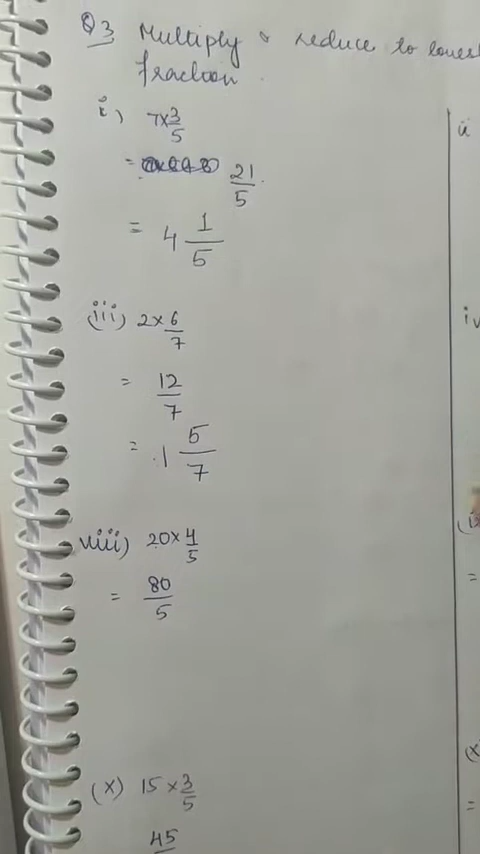 Q3 Multiply & reduce to lowest
fraction.
i) 7×3/5
= 21/5.
= 4 1/5
ii
(iii) 2×6/7
= 12/7
= 1 5/7
iv
viii) 20×4/5
= 80/5
=
(x) 15×3/5
45
(x
=